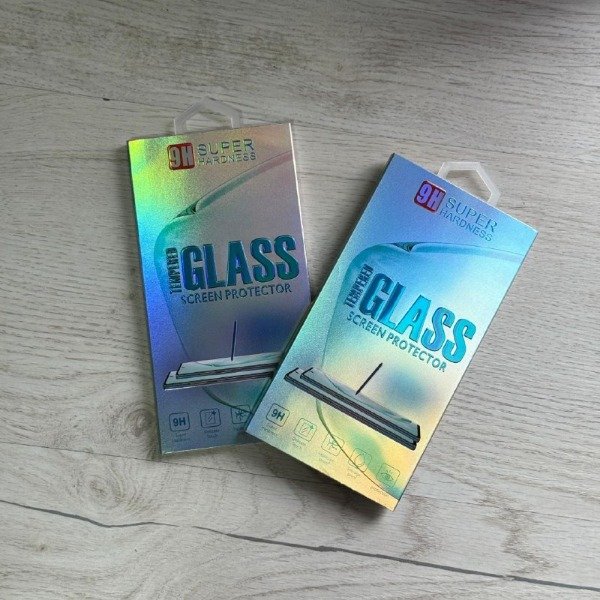 9H SUPER
HARDNESS
TEMPERED
GLASS
SCREEN PROTECTOR
9H
9H SUPER
HARDNESS
TEMPERED
GLASS
SCREEN PROTECTOR
9H